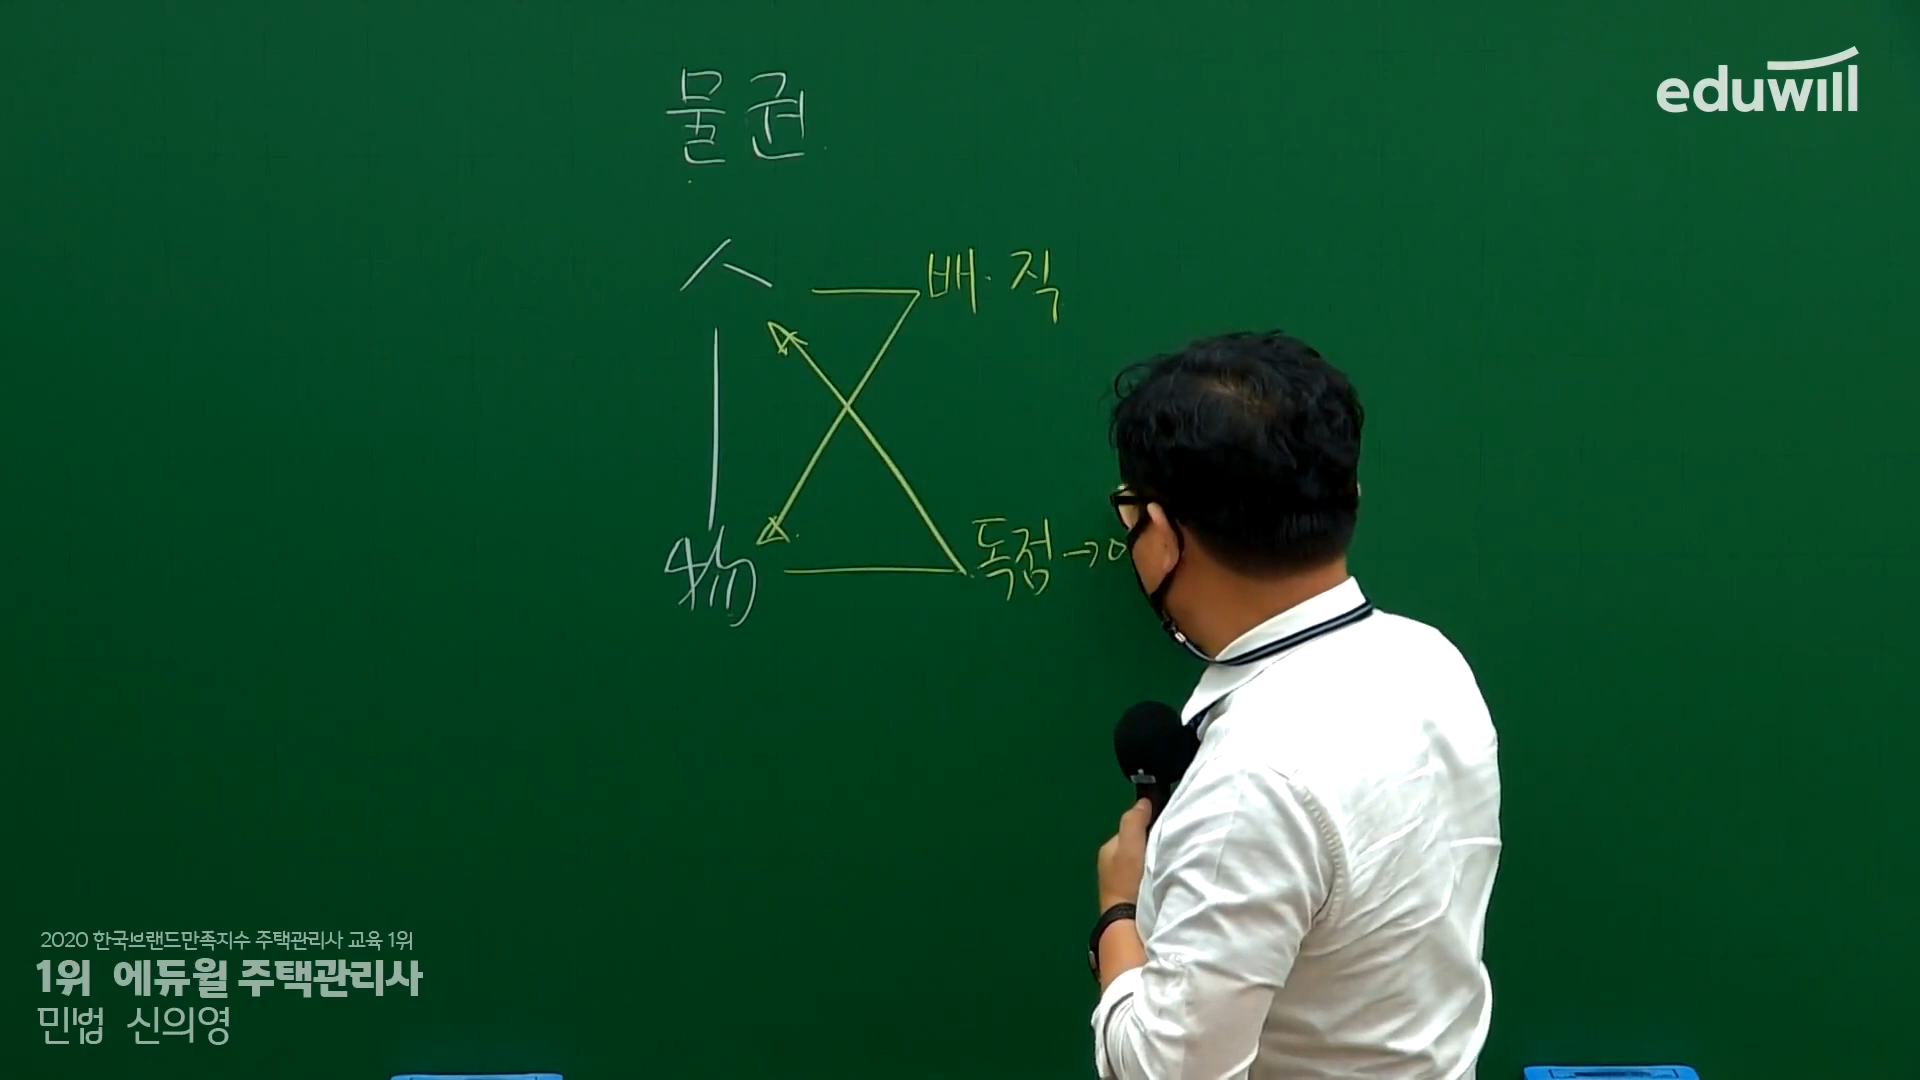 eduwill
물권
人 배·직
物 독점→
2020 한국브랜드만족지수 주택관리사 교육 1위
1위 에듀윌 주택관리사
민법 신의영